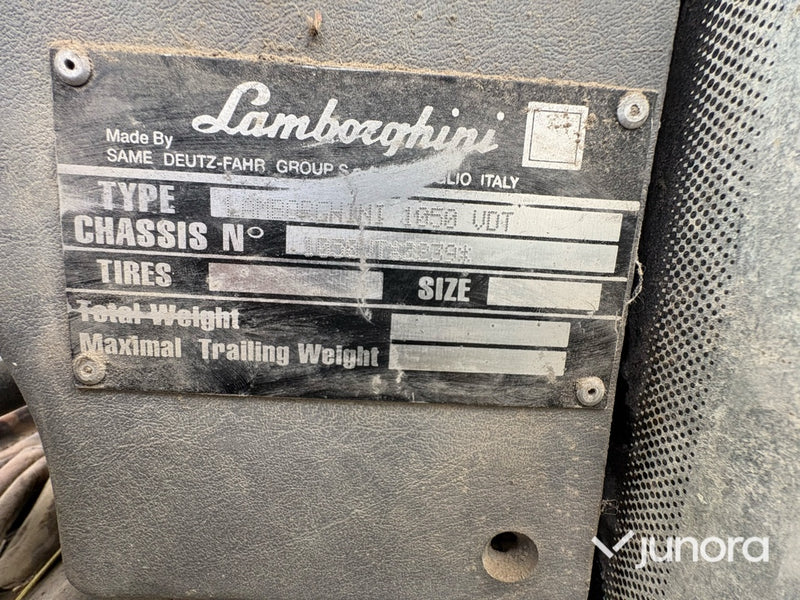 Lamborghini
Made By
SAME DEUTZ-FAHR GROUP ITALY
TYPE LAMBORGHINI 1050 VDT
CHASSIS N°
TIRES SIZE
Total Weight
Maximal Trailing Weight
junora